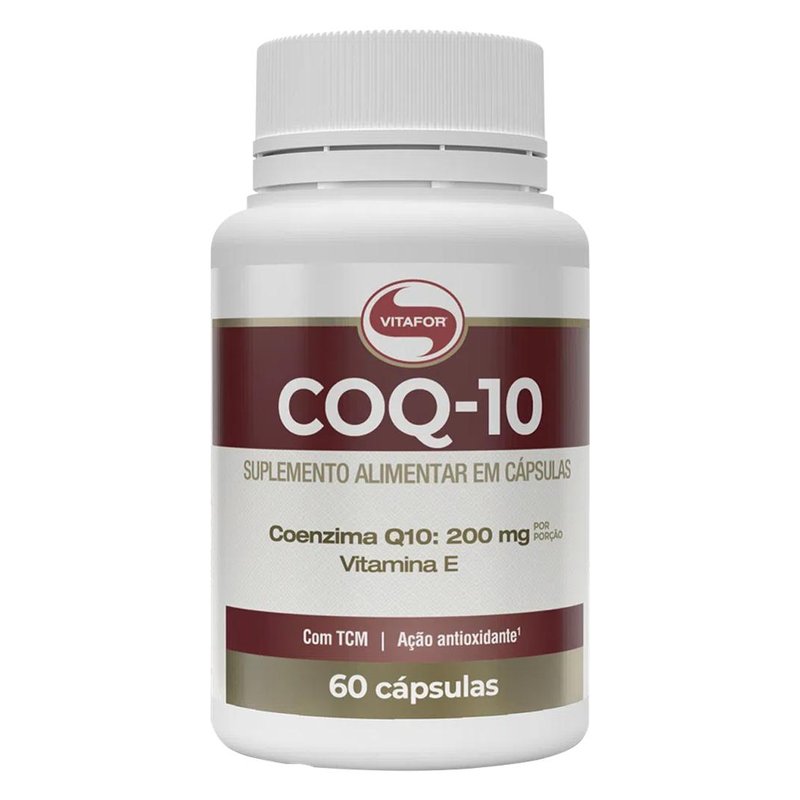 VITAFOR®
COQ-10
SUPLEMENTO ALIMENTAR EM CÁPSULAS
Coenzima Q10: 200 mg POR PORÇÃO
Vitamina E
Com TCM | Ação antioxidante¹
60 cápsulas